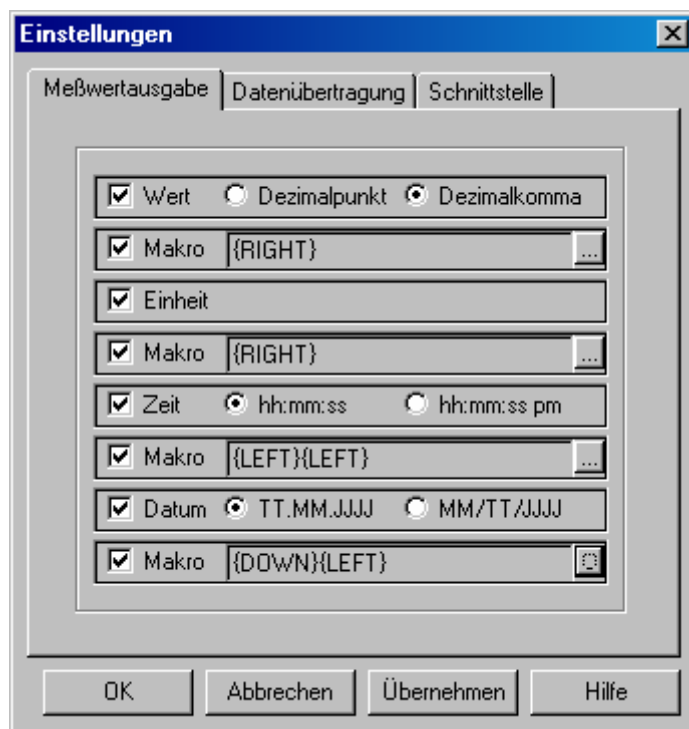 Einstellungen
Meßwertausgabe Datenübertragung Schnittstelle
Wert Dezimalpunkt Dezimalkomma
Makro {RIGHT} ...
Einheit
Makro {RIGHT} ...
Zeit hh:mm:ss hh:mm:ss pm
Makro {LEFT}{LEFT} ...
Datum TT.MM.JJJJ MM/TT/JJJJ
Makro {DOWN}{LEFT}
OK Abbrechen Übernehmen Hilfe